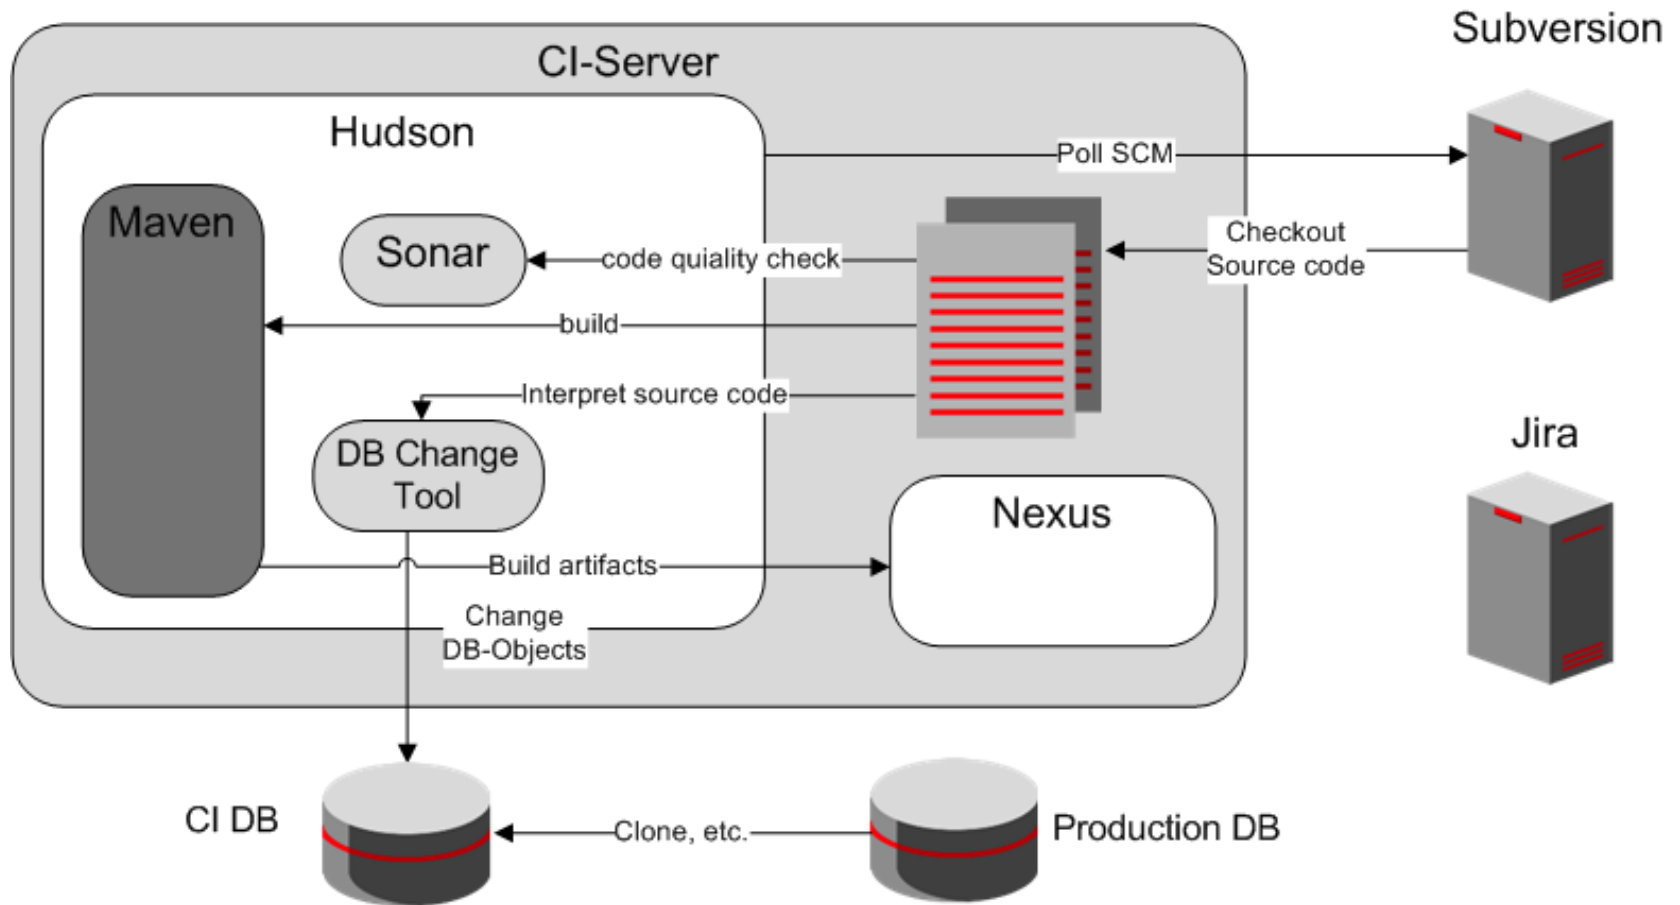 Subversion
CI-Server
Hudson
Poll SCM
Maven
Sonar
code quiality check
Checkout
Source code
build
Interpret source code
DB Change
Tool
Jira
Nexus
Build artifacts
Change
DB-Objects
CI DB
Clone, etc.
Production DB